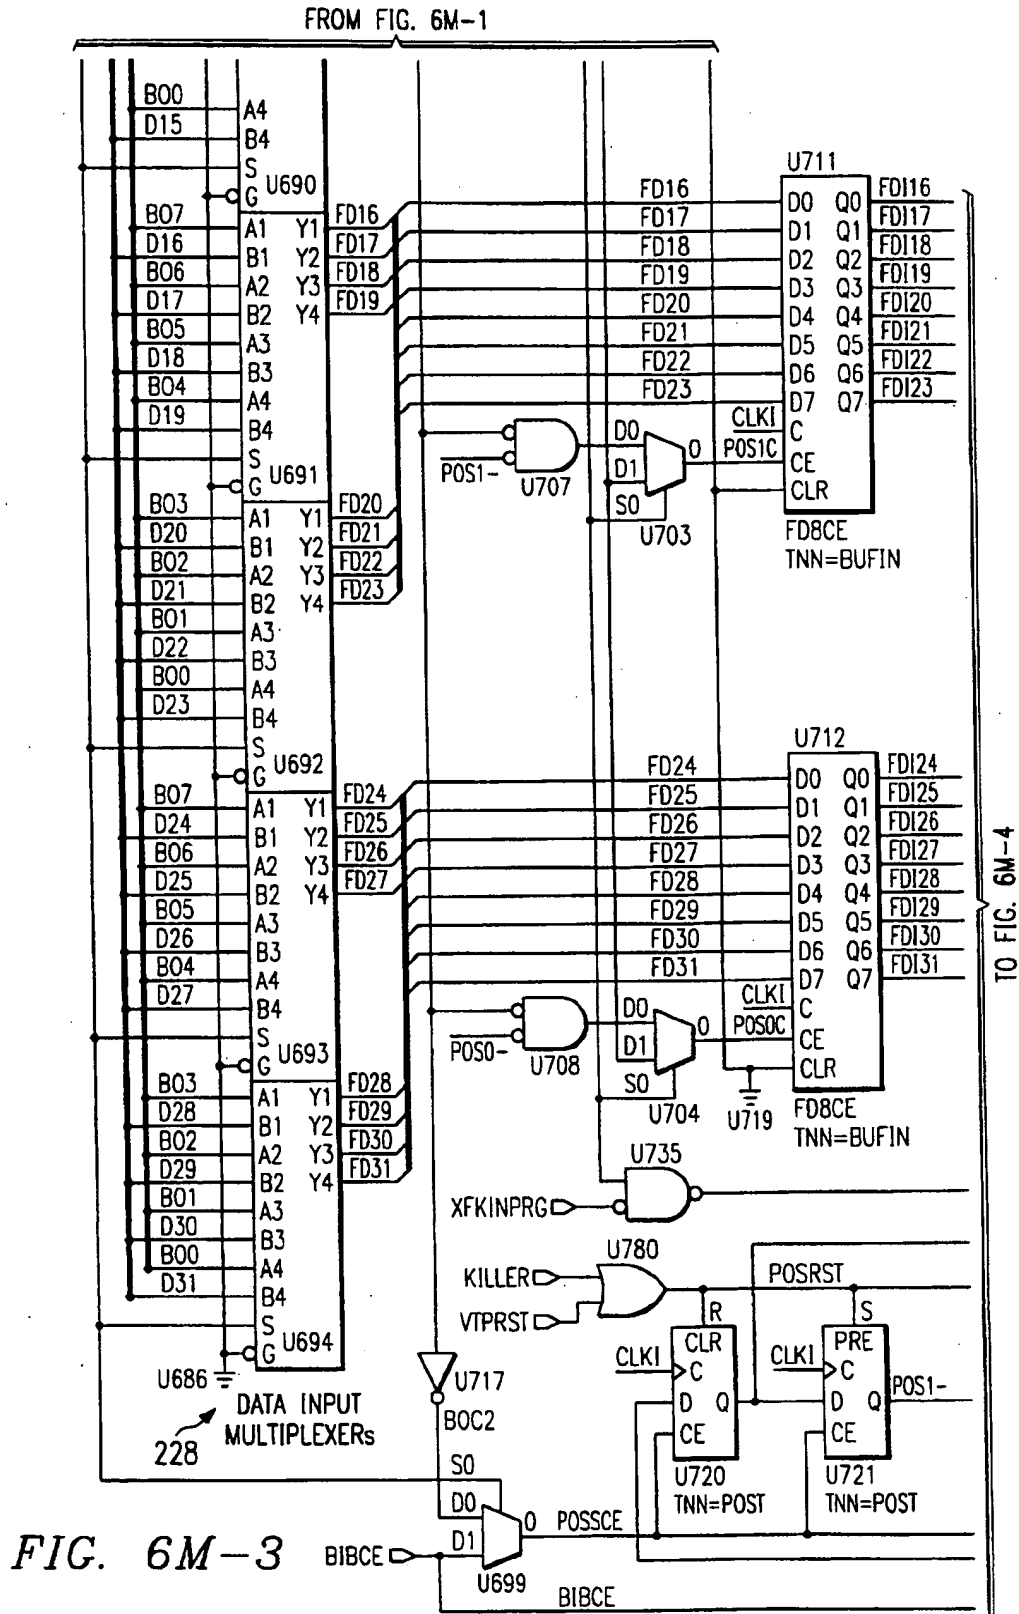 FROM FIG. 6M-1
B00 A4
D15 B4
S
G U690
B07 A1 Y1 FD16
D16 B1 Y2 FD17
B06 A2 Y3 FD18
D17 B2 Y4 FD19
B05 A3
D18 B3
B04 A4
D19 B4
S
G U691
B03 A1 Y1 FD20
D20 B1 Y2 FD21
B02 A2 Y3 FD22
D21 B2 Y4 FD23
B01 A3
D22 B3
B00 A4
D23 B4
S
G U692
B07 A1 Y1 FD24
D24 B1 Y2 FD25
B06 A2 Y3 FD26
D25 B2 Y4 FD27
B05 A3
D26 B3
B04 A4
D27 B4
S
G U693
B03 A1 Y1 FD28
D28 B1 Y2 FD29
B02 A2 Y3 FD30
D29 B2 Y4 FD31
B01 A3
D30 B3
B00 A4
D31 B4
S
G U694
U686
DATA INPUT
MULTIPLEXERs
228
U711
FD16 D0 Q0 FDI16
FD17 D1 Q1 FDI17
FD18 D2 Q2 FDI18
FD19 D3 Q3 FDI19
FD20 D4 Q4 FDI20
FD21 D5 Q5 FDI21
FD22 D6 Q6 FDI22
FD23 D7 Q7 FDI23
CLKI C
POS1C CE
CLR
FD8CE
TNN=BUFIN
POS1-
U707
D0
D1
S0
O
U703
U712
FD24 D0 Q0 FDI24
FD25 D1 Q1 FDI25
FD26 D2 Q2 FDI26
FD27 D3 Q3 FDI27
FD28 D4 Q4 FDI28
FD29 D5 Q5 FDI29
FD30 D6 Q6 FDI30
FD31 D7 Q7 FDI31
CLKI C
POS0C CE
CLR
FD8CE
TNN=BUFIN
POS0-
U708
D0
D1
S0
O
U704
U719
TO FIG. 6M-4
U735
XFKINPRG
U780
KILLER
VTPRST
POSRST
R
S
CLKI
CLR
C
D Q
CE
U720
TNN=POST
CLKI
PRE
C
D Q
CE
POS1-
U721
TNN=POST
U717
BOC2
S0
D0
D1
O
U699
POSSCE
BIBCE
BIBCE
FIG. 6M-3